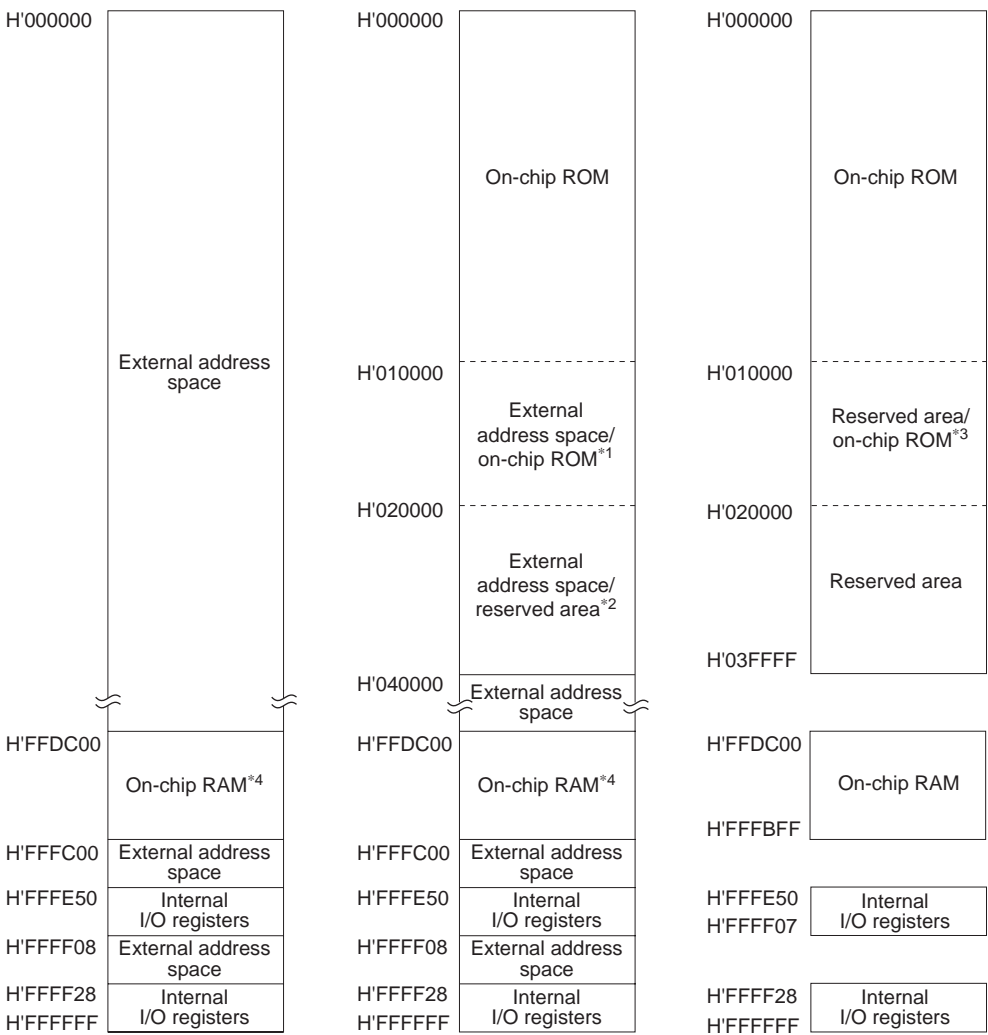 H'000000
External address
space
H'FFDC00
On-chip RAM*4
H'FFFC00
External address
space
H'FFFE50
Internal
I/O registers
H'FFFF08
External address
space
H'FFFF28
Internal
I/O registers
H'FFFFFF
H'000000
On-chip ROM
H'010000
External
address space/
on-chip ROM*1
H'020000
External
address space/
reserved area*2
H'040000
External address
space
H'FFDC00
On-chip RAM*4
H'FFFC00
External address
space
H'FFFE50
Internal
I/O registers
H'FFFF08
External address
space
H'FFFF28
Internal
I/O registers
H'FFFFFF
H'000000
On-chip ROM
H'010000
Reserved area/
on-chip ROM*3
H'020000
Reserved area
H'03FFFF
H'FFDC00
On-chip RAM
H'FFFBFF
H'FFFE50
Internal
I/O registers
H'FFFF07
H'FFFF28
Internal
I/O registers
H'FFFFFF